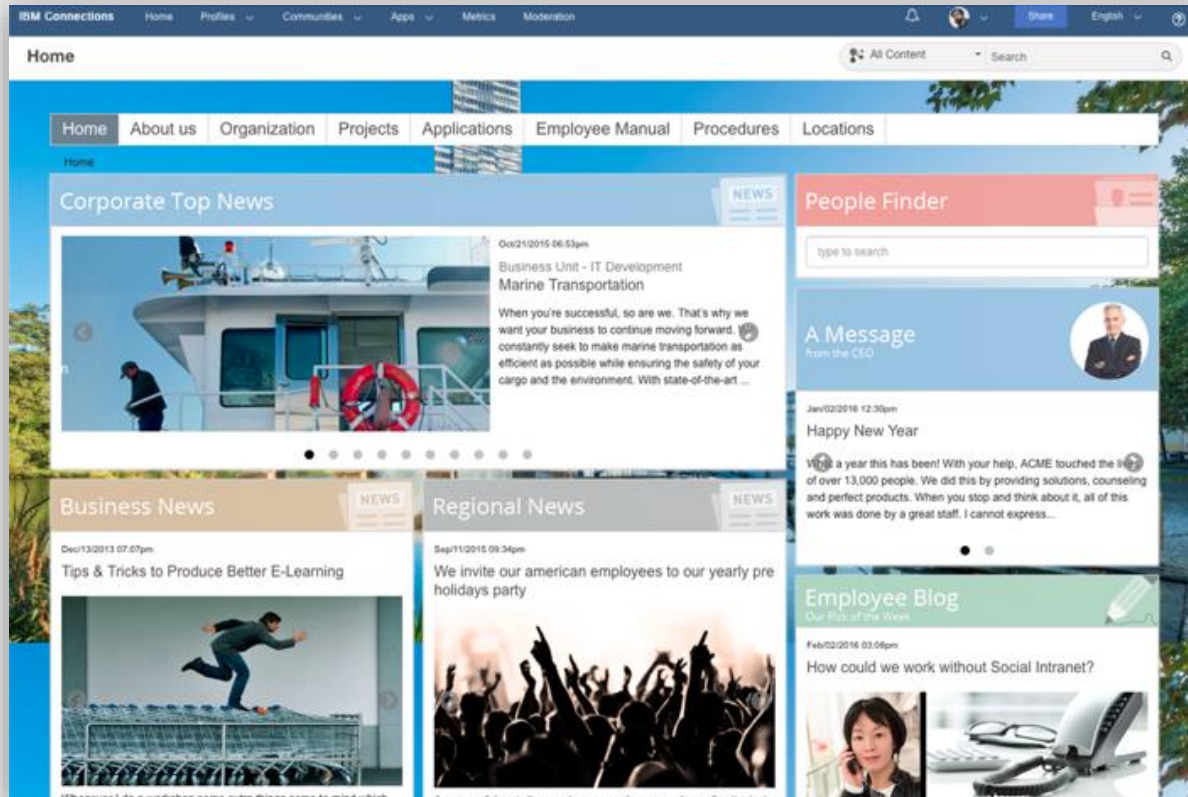 IBM Connections Home Profiles Communities Apps Metrics Moderation Share English
Home
All Content Search
Home About us Organization Projects Applications Employee Manual Procedures Locations
Home
Corporate Top News
NEWS
Oct/21/2015 06:53pm
Business Unit - IT Development
Marine Transportation
When you're successful, so are we. That's why we
want your business to continue moving forward.
constantly seek to make marine transportation as
efficient as possible while ensuring the safety of your
cargo and the environment. With state-of-the-art ...
People Finder
type to search
A Message
from the CEO
Jan/02/2016 12:30pm
Happy New Year
What a year this has been! With your help, ACME touched the lives
of over 13,000 people. We did this by providing solutions, counseling
and perfect products. When you stop and think about it, all of this
work was done by a great staff. I cannot express...
Business News
NEWS
Dec/13/2013 07:07pm
Tips & Tricks to Produce Better E-Learning
Regional News
NEWS
Sep/11/2015 09:34pm
We invite our american employees to our yearly pre
holidays party
Employee Blog
Our Pick of the Week
Feb/02/2016 03:08pm
How could we work without Social Intranet?